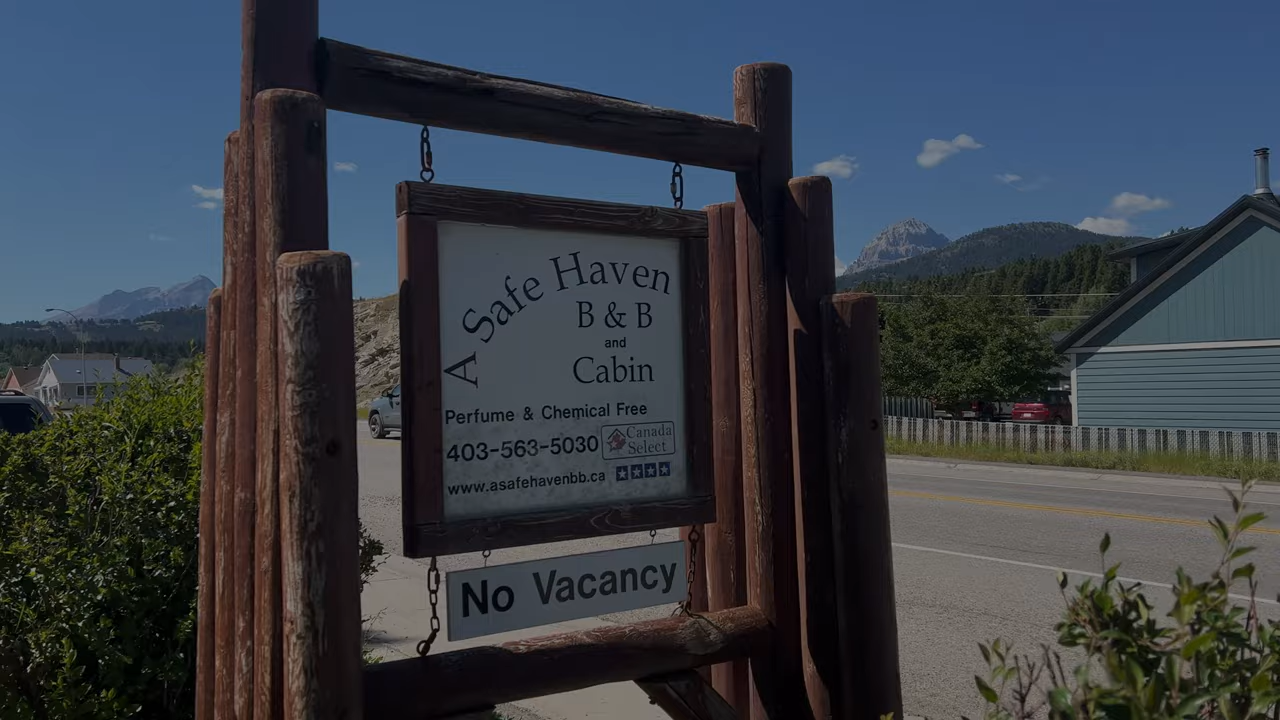 A Safe Haven
B & B
and
Cabin
Perfume & Chemical Free
403-563-5030
Canada
Select
www.asafehavenbb.ca
No Vacancy